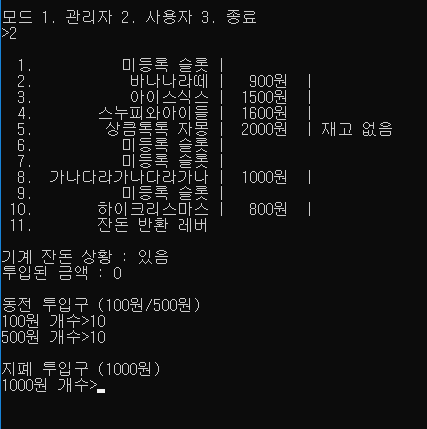 모드 1. 관리자 2. 사용자 3. 종료
>2
1. 미등록 슬롯 |
2. 바나나라떼 | 900원 |
3. 아이스식스 | 1500원 |
4. 스누피와아이들 | 1600원 |
5. 상큼톡톡 자몽 | 2000원 | 재고 없음
6. 미등록 슬롯 |
7. 미등록 슬롯 |
8. 가나다라가나다라가나 | 1000원 |
9. 미등록 슬롯 |
10. 하이크리스마스 | 800원 |
11. 잔돈 반환 레버
기계 잔돈 상황 : 있음
투입된 금액 : 0
동전 투입구 (100원/500원)
100원 개수>10
500원 개수>10
지폐 투입구 (1000원)
1000원 개수>